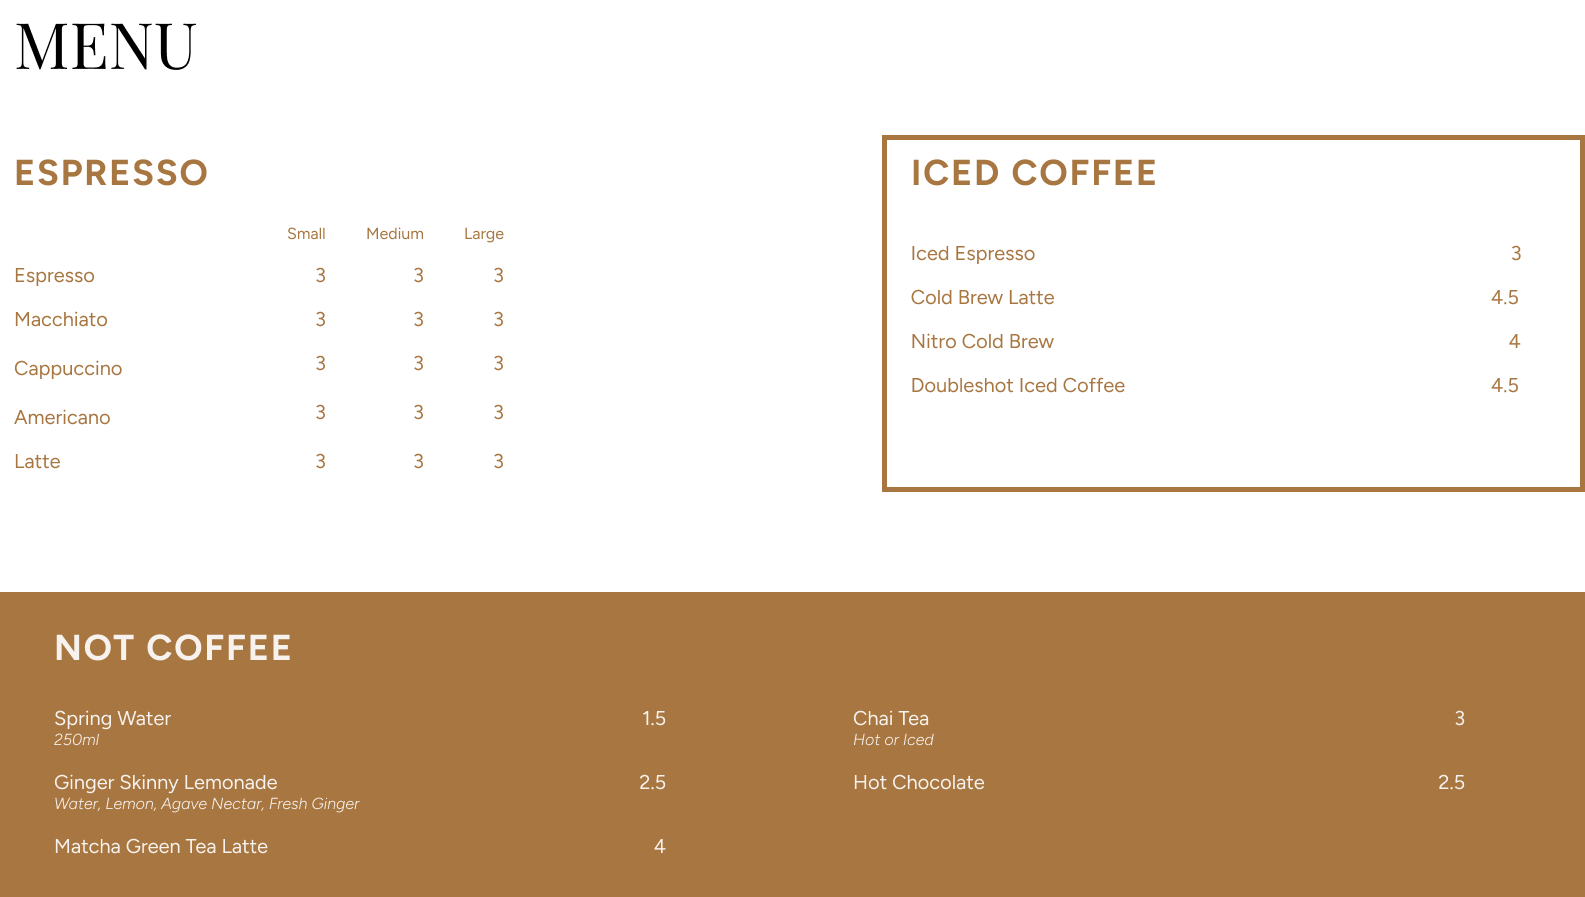 MENU
ESPRESSO
Small Medium Large
Espresso 3 3 3
Macchiato 3 3 3
Cappuccino 3 3 3
Americano 3 3 3
Latte 3 3 3
ICED COFFEE
Iced Espresso 3
Cold Brew Latte 4.5
Nitro Cold Brew 4
Doubleshot Iced Coffee 4.5
NOT COFFEE
Spring Water 1.5
250ml
Ginger Skinny Lemonade 2.5
Water, Lemon, Agave Nectar, Fresh Ginger
Matcha Green Tea Latte 4
Chai Tea 3
Hot or Iced
Hot Chocolate 2.5